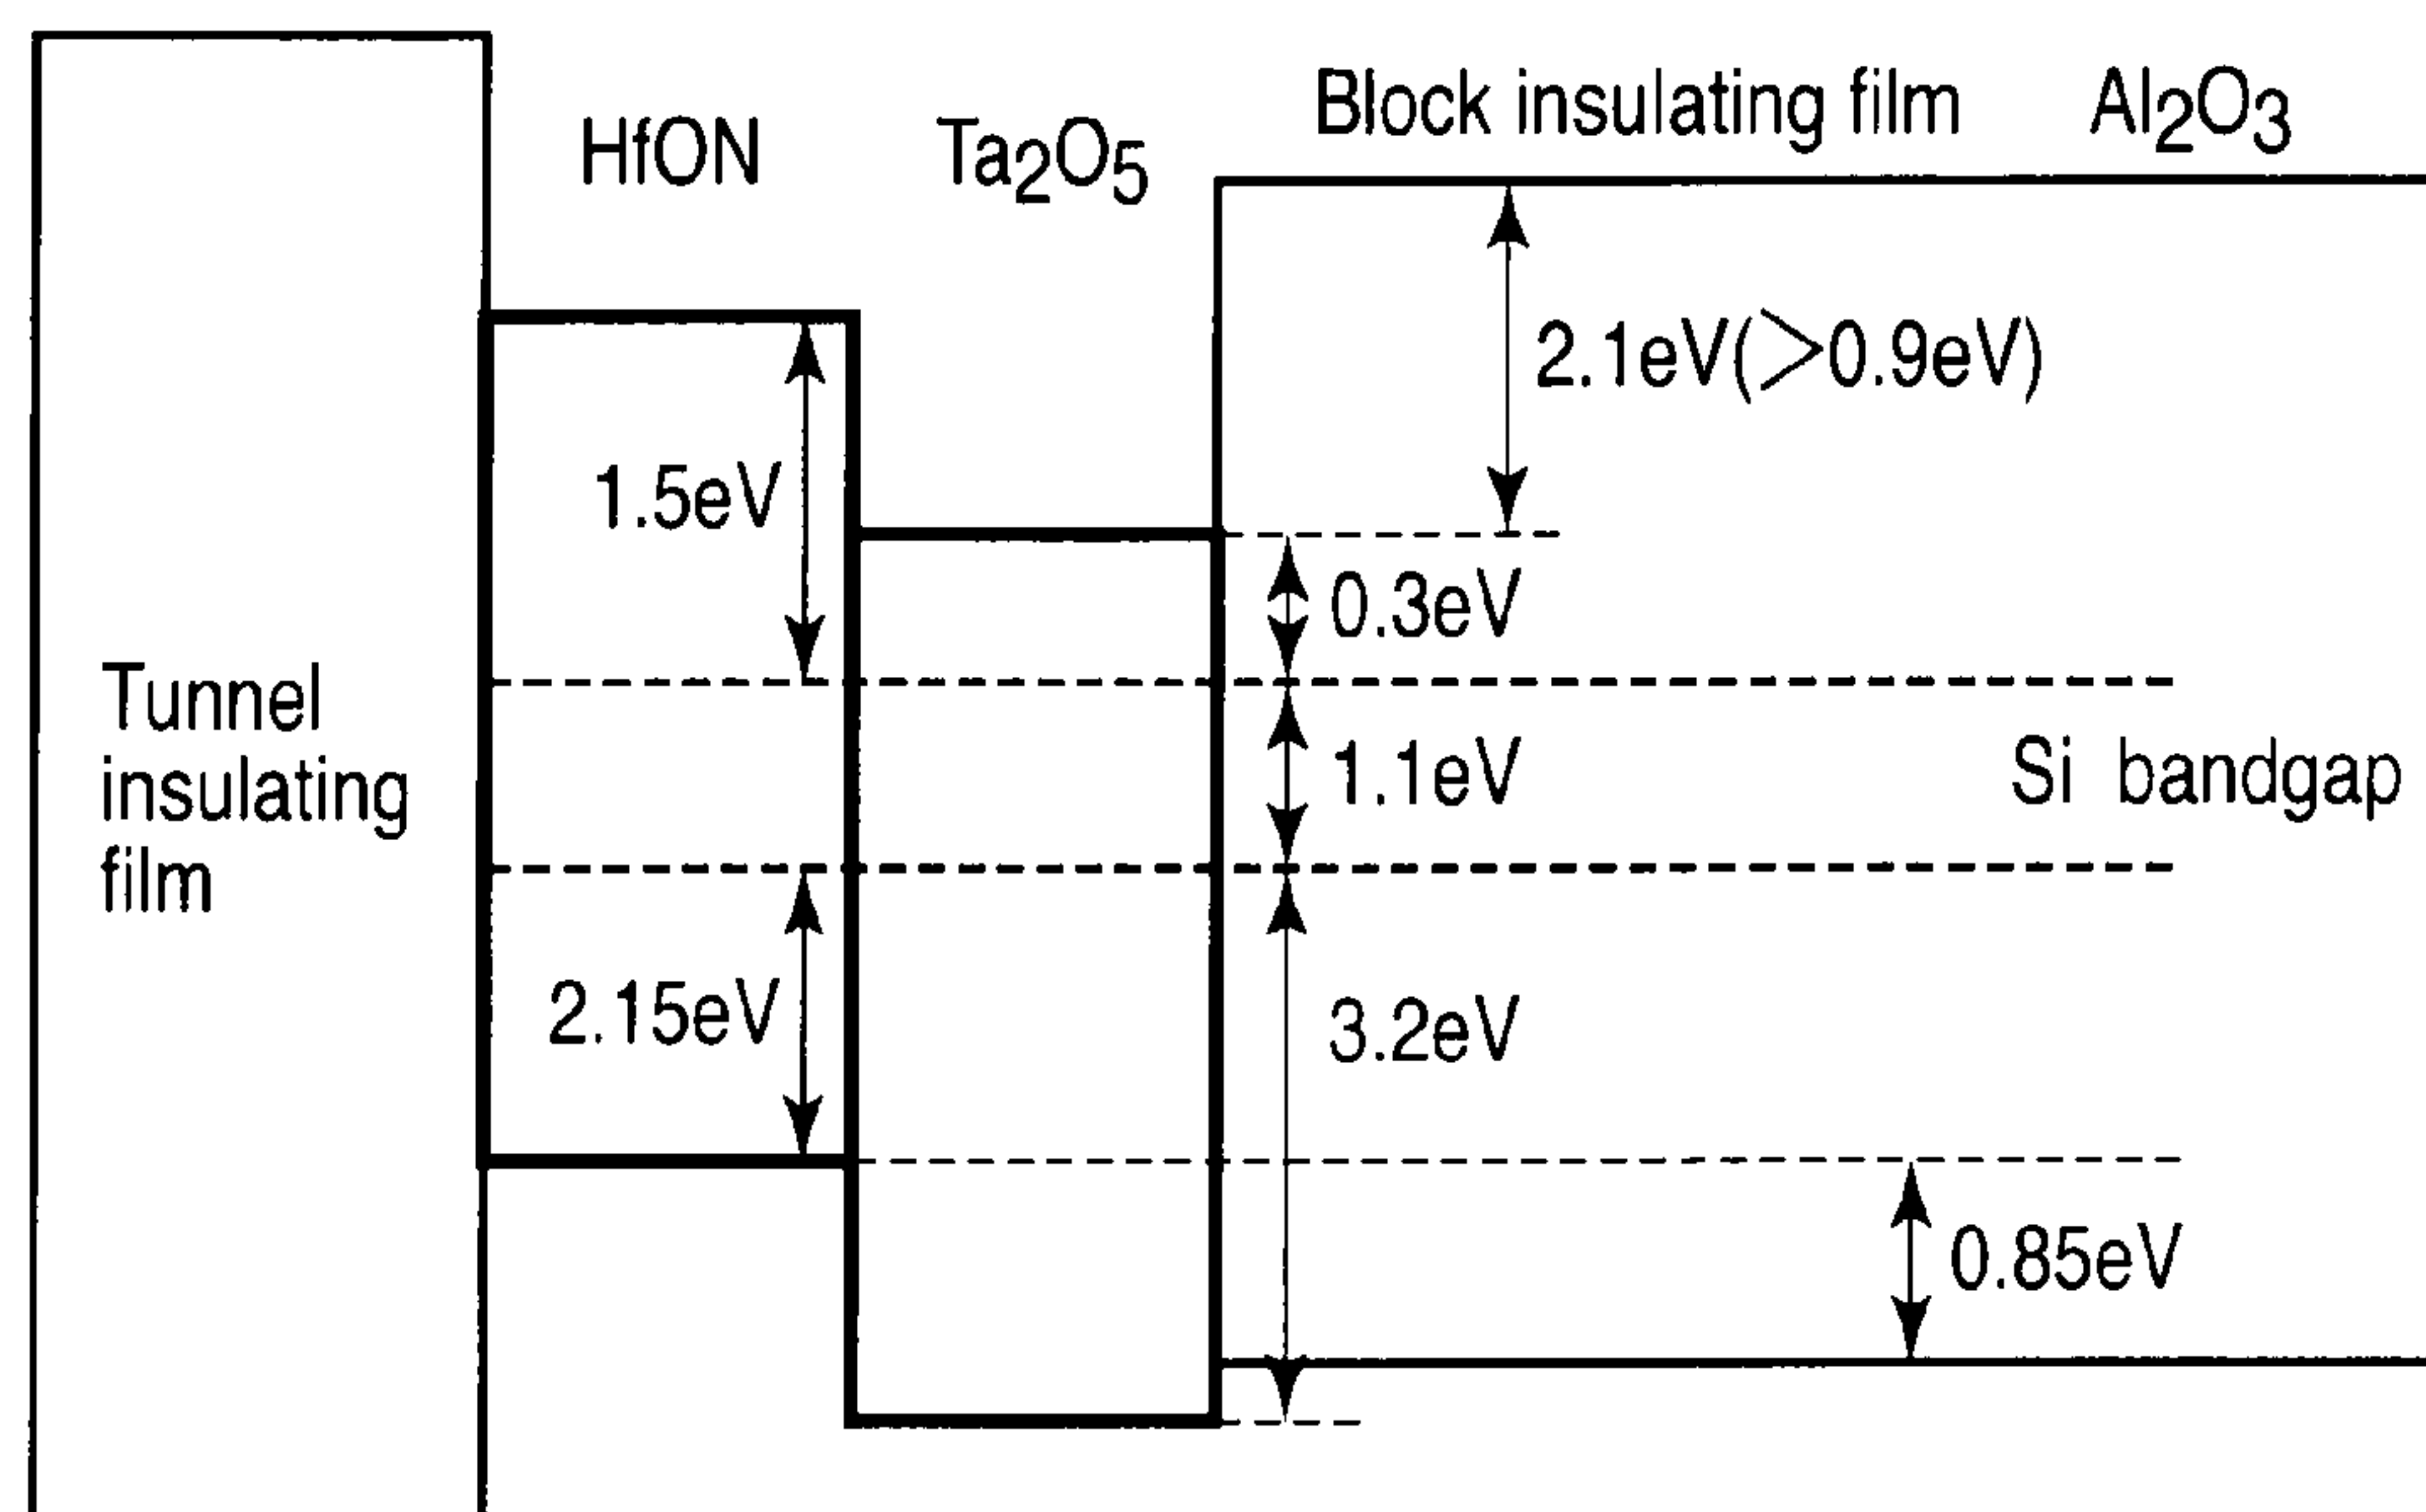 Block insulating film Al₂O₃
HfON Ta₂O₅
2.1eV(>0.9eV)
1.5eV
0.3eV
Tunnel
insulating
film
1.1eV
Si bandgap
2.15eV
3.2eV
0.85eV